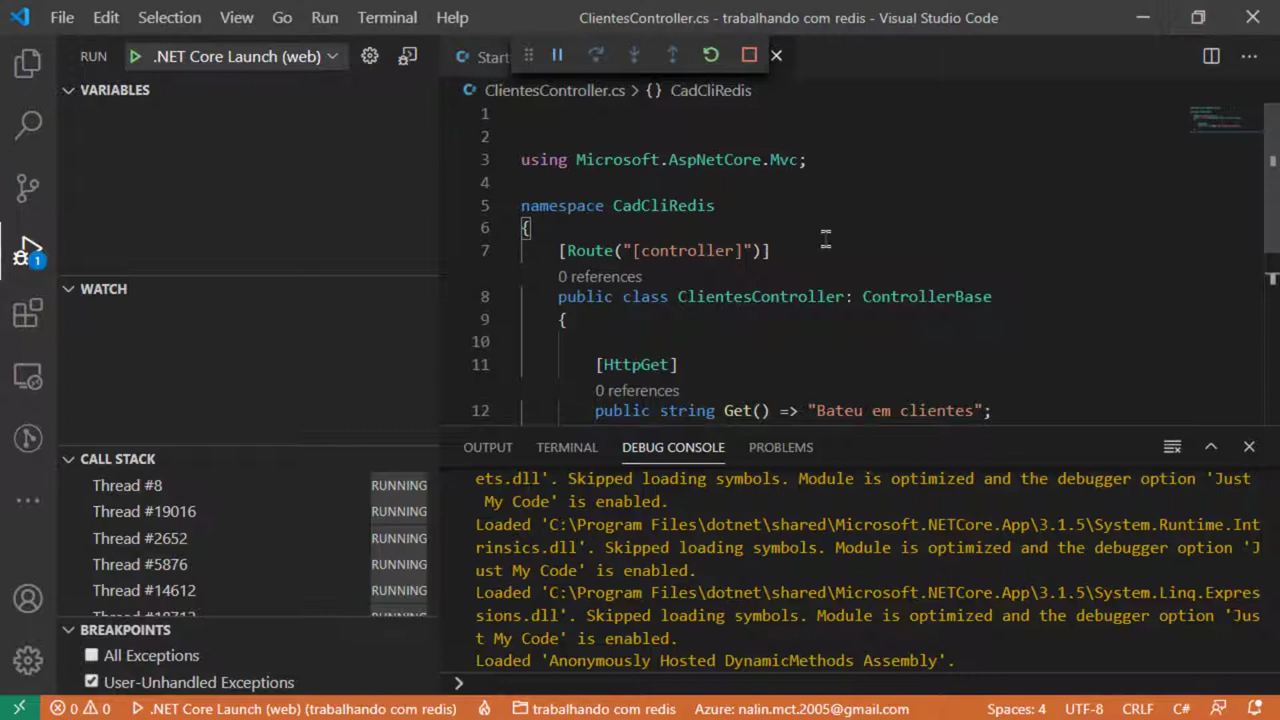 File Edit Selection View Go Run Terminal Help ClientesController.cs - trabalhando com redis - Visual Studio Code
RUN .NET Core Launch (web) Start
VARIABLES
ClientesController.cs > {} CadCliRedis
1
2
3 using Microsoft.AspNetCore.Mvc;
4
5 namespace CadCliRedis
6 {
7 [Route("[controller]")]
0 references
8 public class ClientesController: ControllerBase
9 {
10
11 [HttpGet]
0 references
12 public string Get() => "Bateu em clientes";
WATCH
CALL STACK
Thread #8 RUNNING
Thread #19016 RUNNING
Thread #2652 RUNNING
Thread #5876 RUNNING
Thread #14612 RUNNING
RUNNING
BREAKPOINTS
All Exceptions
User-Unhandled Exceptions
1
OUTPUT TERMINAL DEBUG CONSOLE PROBLEMS
ets.dll'. Skipped loading symbols. Module is optimized and the debugger option 'Just
My Code' is enabled.
Loaded 'C:\Program Files\dotnet\shared\Microsoft.NETCore.App\3.1.5\System.Runtime.Int
rinsics.dll'. Skipped loading symbols. Module is optimized and the debugger option 'J
ust My Code' is enabled.
Loaded 'C:\Program Files\dotnet\shared\Microsoft.NETCore.App\3.1.5\System.Linq.Expres
sions.dll'. Skipped loading symbols. Module is optimized and the debugger option 'Jus
t My Code' is enabled.
Loaded 'Anonymously Hosted DynamicMethods Assembly'.
0 0 .NET Core Launch (web) (trabalhando com redis) trabalhando com redis Azure: nalin.mct.2005@gmail.com Spaces: 4 UTF-8 CRLF C#